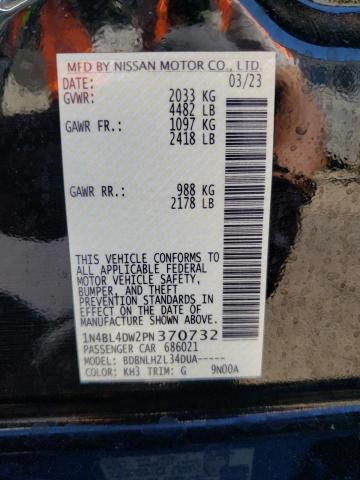 MFD BY NISSAN MOTOR CO., LTD.
DATE: 03/23
GVWR: 2033 KG
4482 LB
GAWR FR: 1097 KG
2418 LB
GAWR RR: 988 KG
2178 LB
THIS VEHICLE CONFORMS TO
ALL APPLICABLE FEDERAL
MOTOR VEHICLE SAFETY,
BUMPER, AND THEFT
PREVENTION STANDARDS IN
EFFECT ON THE DATE OF
MANUFACTURE SHOWN ABOVE.
1N4BL4DW2PN370732
PASSENGER CAR 686021
MODEL: BDBNLHZL34DUA-----
COLOR: KH3 TRIM: G 9N00A